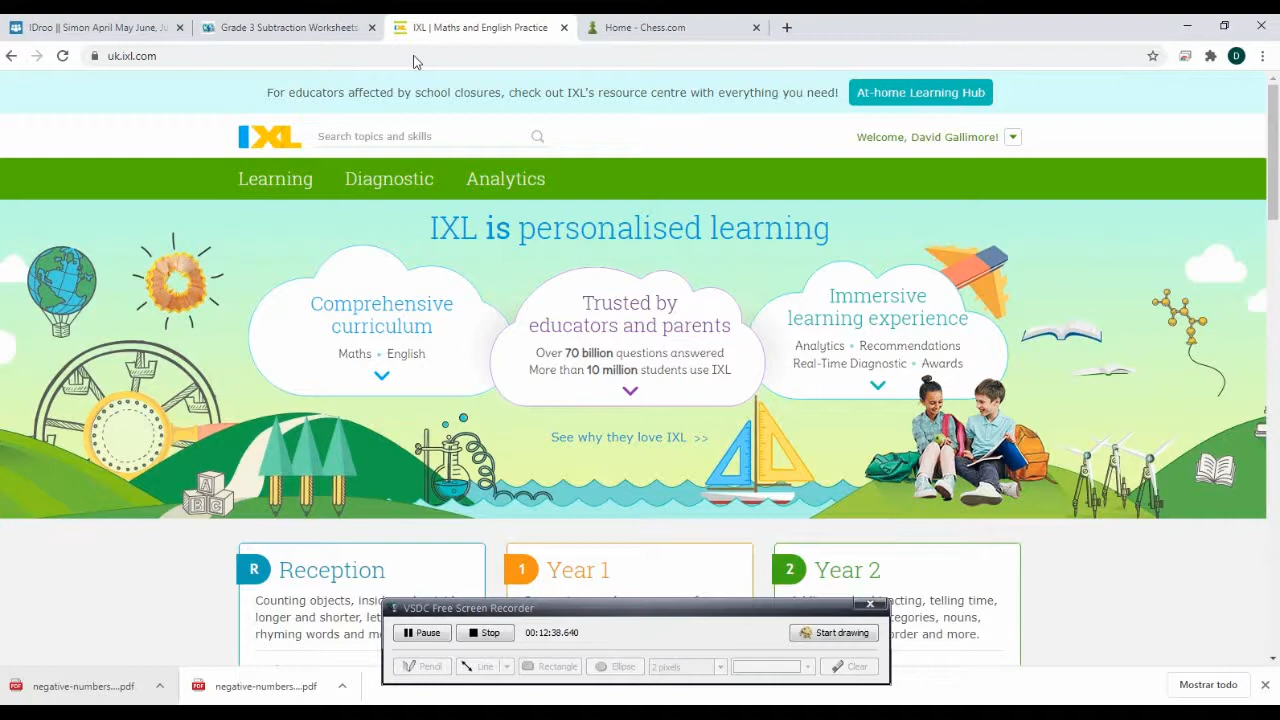 IDroo || Simon April May June, Ju
Grade 3 Subtraction Worksheets
IXL | Maths and English Practice
Home - Chess.com
uk.ixl.com
D
For educators affected by school closures, check out IXL's resource centre with everything you need!
At-home Learning Hub
IXL
Search topics and skills
Welcome, David Gallimore!
Learning
Diagnostic
Analytics
IXL is personalised learning
Comprehensive
curriculum
Maths • English
Trusted by
educators and parents
Over 70 billion questions answered
More than 10 million students use IXL
Immersive
learning experience
Analytics • Recommendations
Real-Time Diagnostic • Awards
See why they love IXL >>
A
B C
R Reception
Counting objects,
longer and shorter,
rhyming words and
1 Year 1
2 Year 2
telling time,
nouns,
order and more.
VSDC Free Screen Recorder
Pause
Stop
00:12:38.640
Start drawing
Pencil
Line
Rectangle
Ellipse
2 pixels
Clear
negative-numbers....pdf
negative-numbers....pdf
Mostrar todo